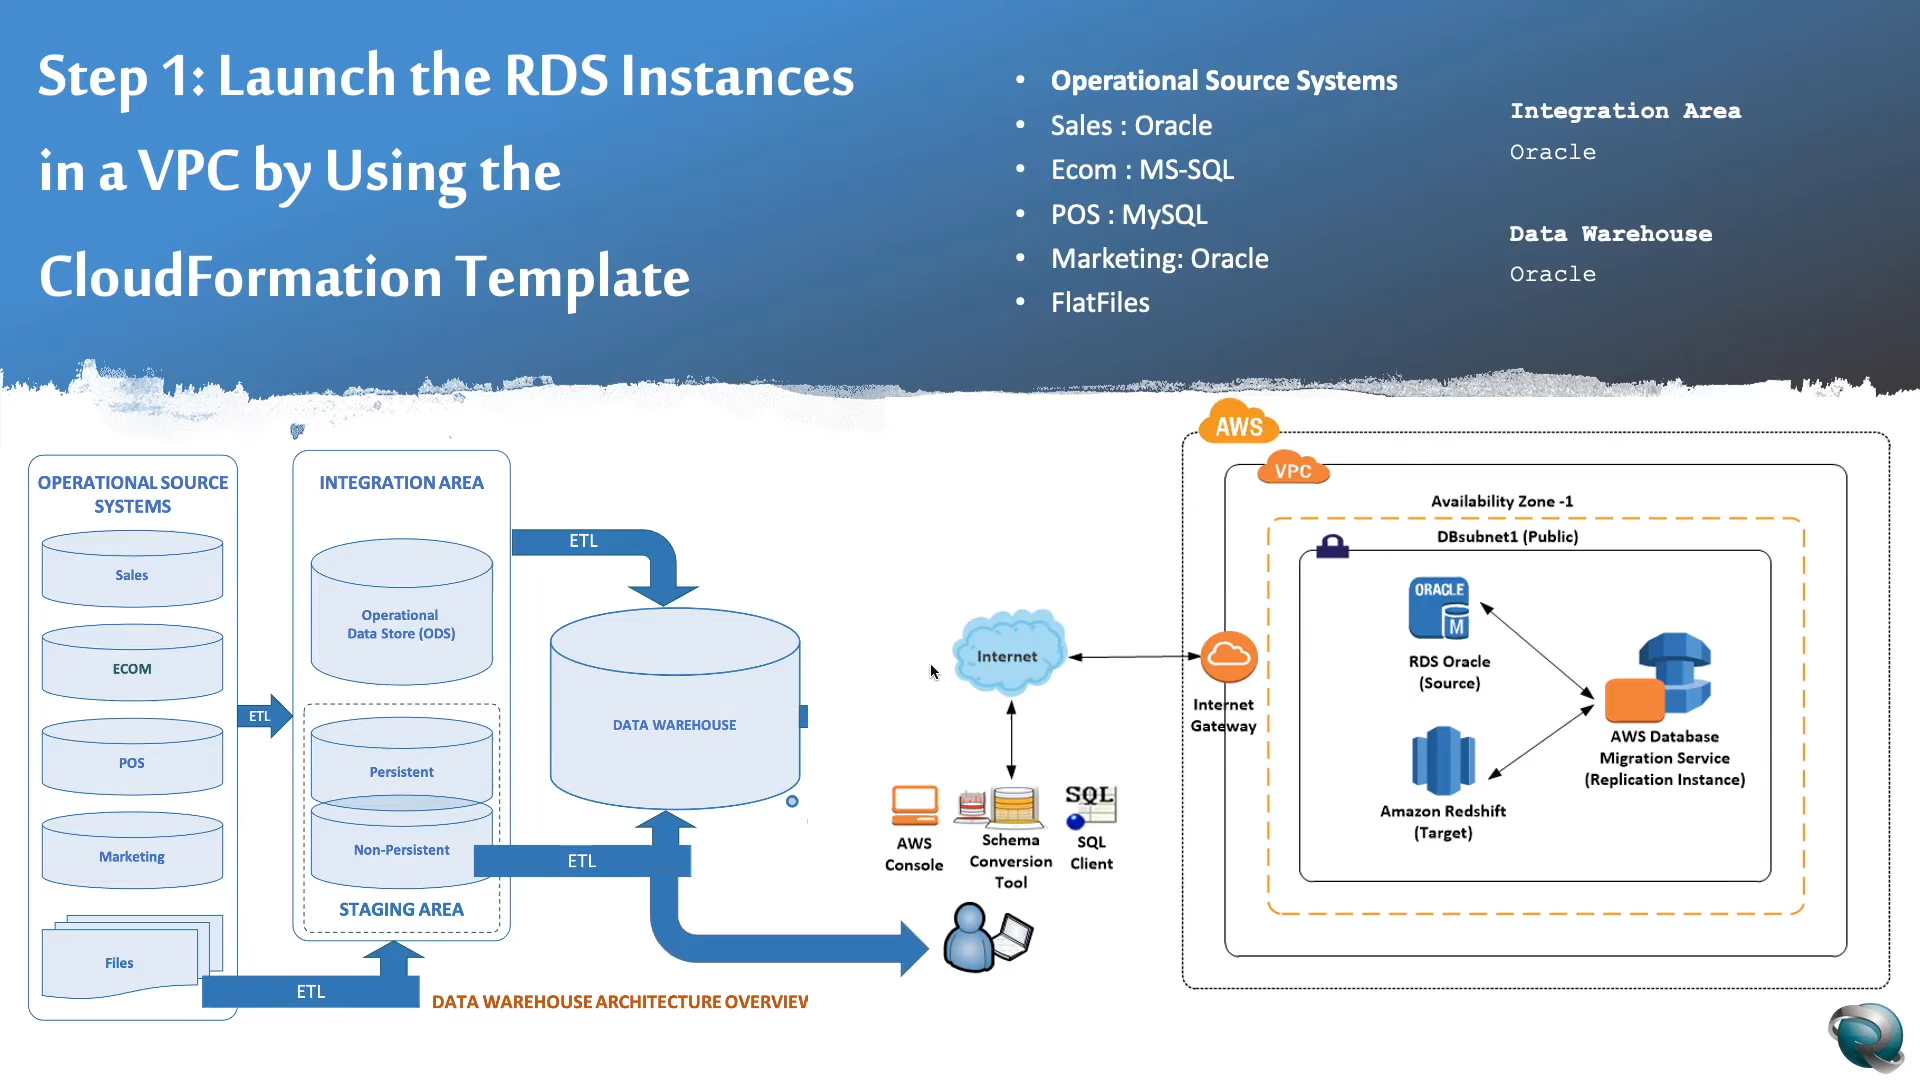 Step 1: Launch the RDS Instances
in a VPC by Using the
CloudFormation Template
• Operational Source Systems
• Sales : Oracle
• Ecom : MS-SQL
• POS : MySQL
• Marketing: Oracle
• FlatFiles
Integration Area
Oracle
Data Warehouse
Oracle
OPERATIONAL SOURCE
SYSTEMS
Sales
ECOM
POS
Marketing
Files
ETL
ETL
INTEGRATION AREA
Operational
Data Store (ODS)
Persistent
Non-Persistent
STAGING AREA
ETL
ETL
DATA WAREHOUSE
DATA WAREHOUSE ARCHITECTURE OVERVIEW
Internet
AWS
Console
Schema
Conversion
Tool
SQL
SQL
Client
Internet
Gateway
AWS
VPC
Availability Zone -1
DBsubnet1 (Public)
ORACLE
M
RDS Oracle
(Source)
Amazon Redshift
(Target)
AWS Database
Migration Service
(Replication Instance)